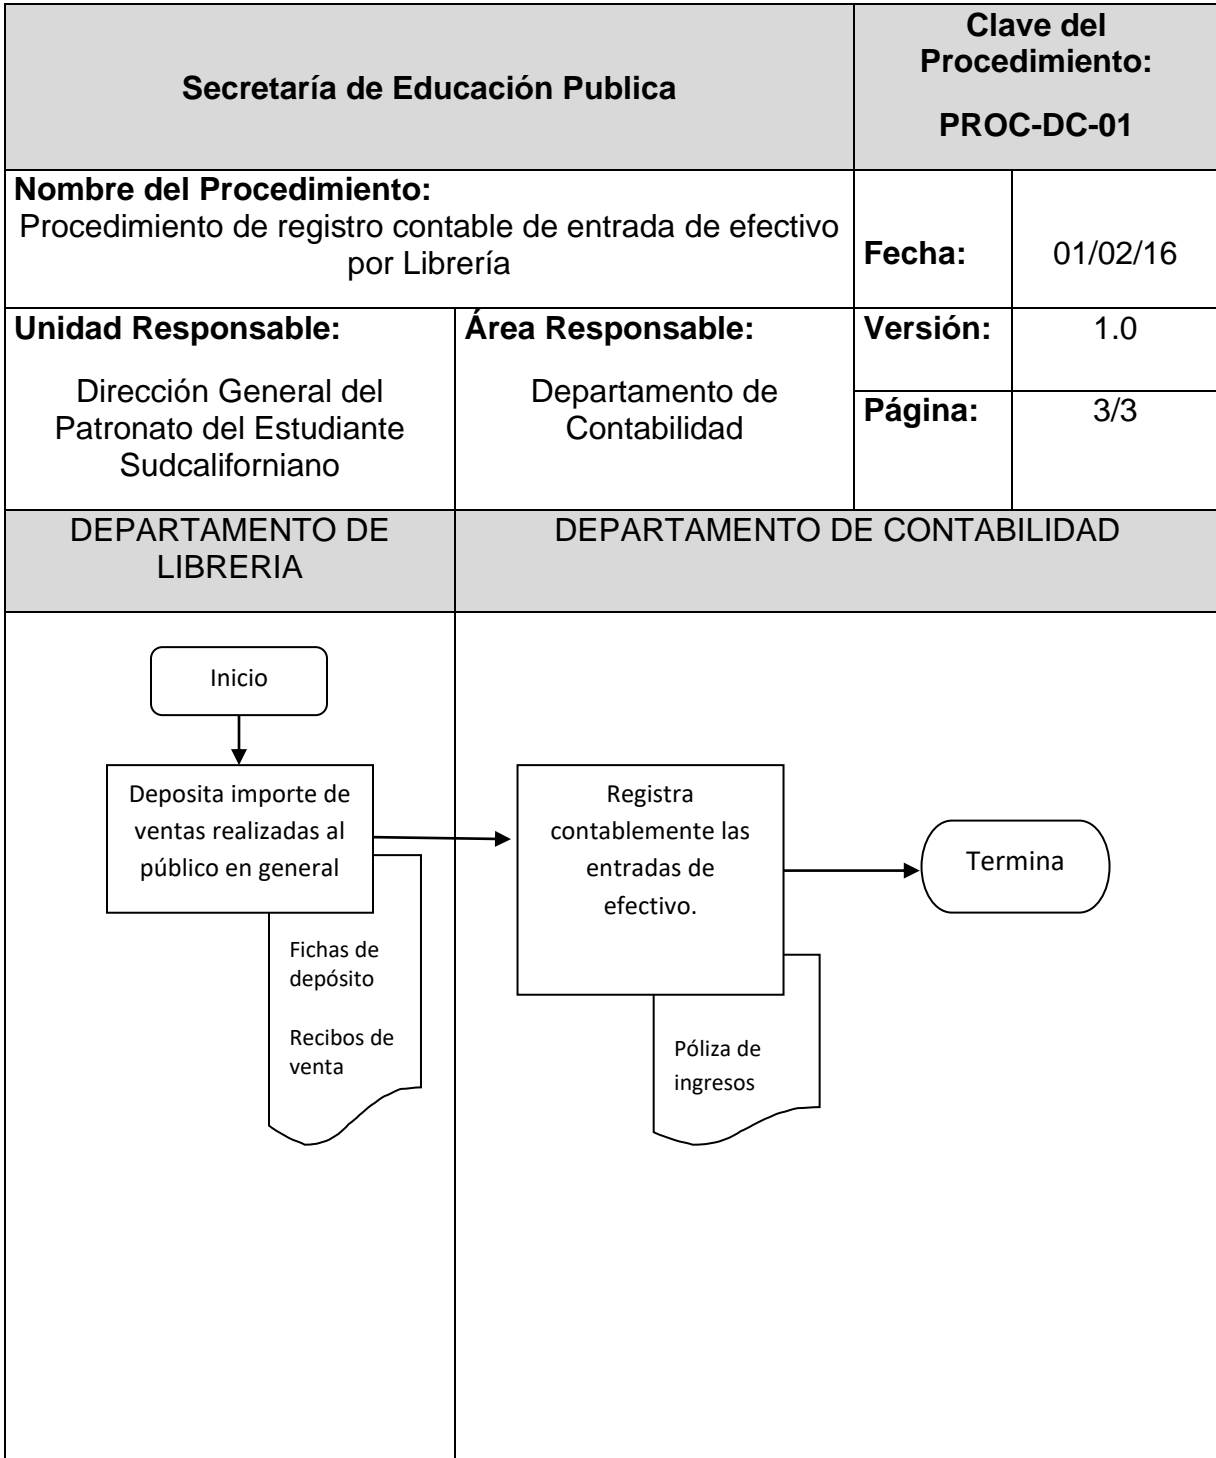 Secretaría de Educación Publica
Clave del
Procedimiento:
PROC-DC-01
Nombre del Procedimiento:
Procedimiento de registro contable de entrada de efectivo
por Librería
Fecha:
01/02/16
Unidad Responsable:
Dirección General del
Patronato del Estudiante
Sudcaliforniano
Área Responsable:
Departamento de
Contabilidad
Versión:
1.0
Página:
3/3
DEPARTAMENTO DE
LIBRERIA
DEPARTAMENTO DE CONTABILIDAD
Inicio
Deposita importe de
ventas realizadas al
público en general
Fichas de
depósito
Recibos de
venta
Registra
contablemente las
entradas de
efectivo.
Póliza de
ingresos
Termina